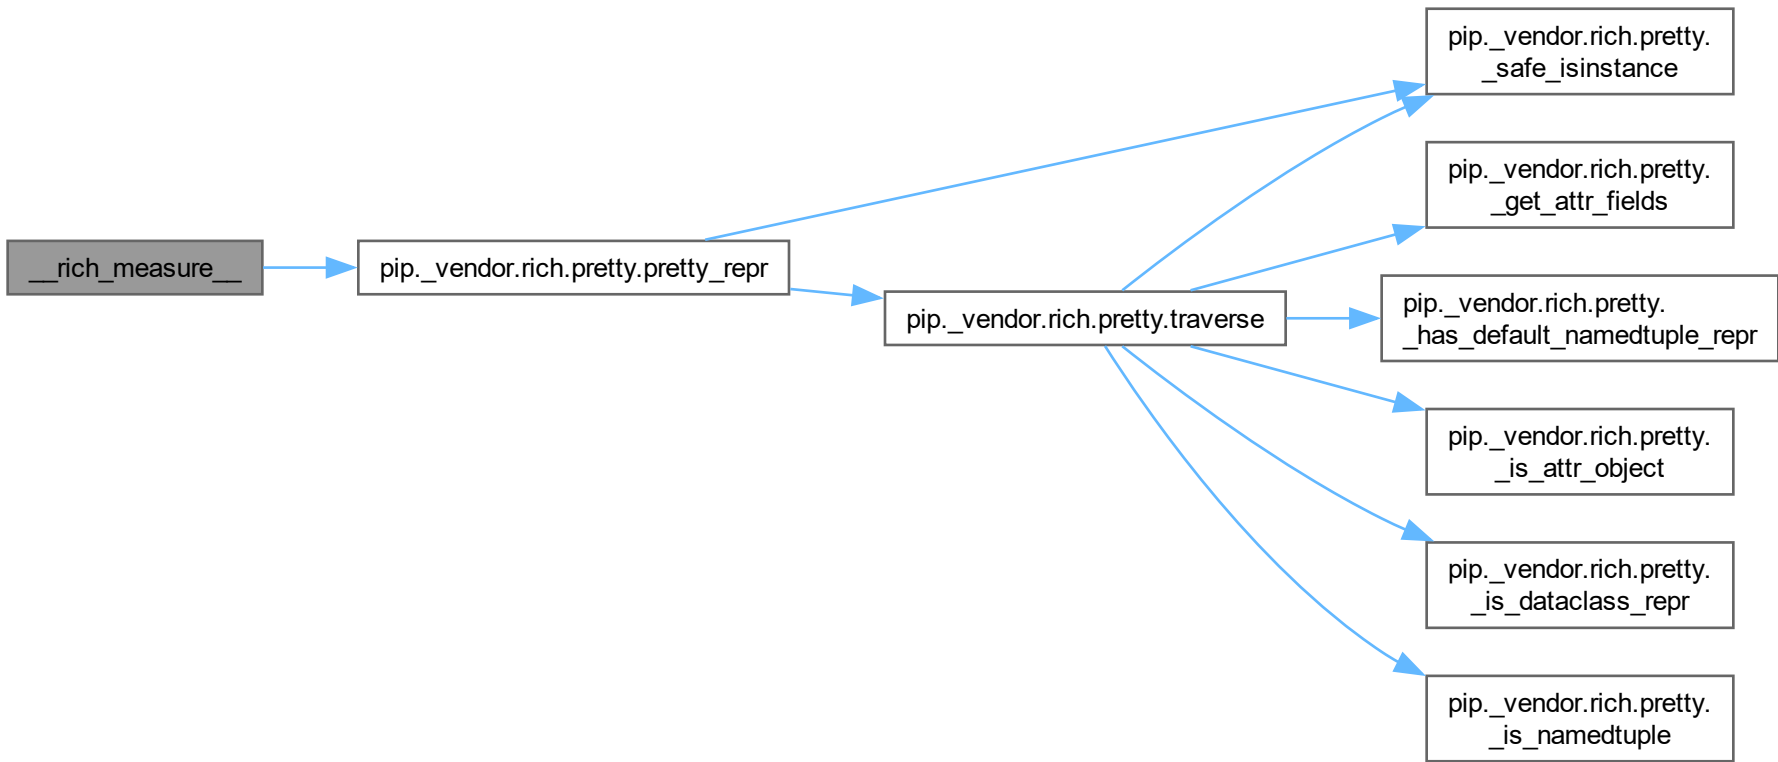 pip._vendor.rich.pretty.
_safe_isinstance
pip._vendor.rich.pretty.
_get_attr_fields
__rich_measure__
pip._vendor.rich.pretty.pretty_repr
pip._vendor.rich.pretty.traverse
pip._vendor.rich.pretty.
_has_default_namedtuple_repr
pip._vendor.rich.pretty.
_is_attr_object
pip._vendor.rich.pretty.
_is_dataclass_repr
pip._vendor.rich.pretty.
_is_namedtuple